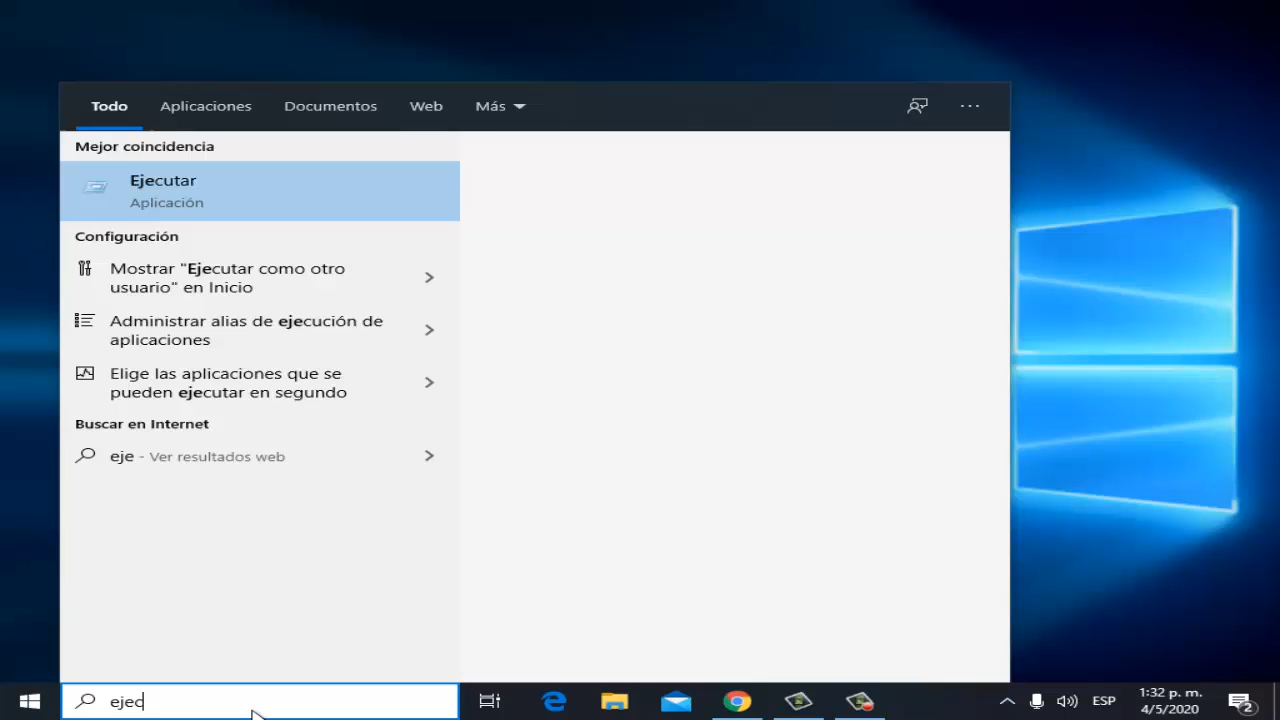 Todo Aplicaciones Documentos Web Más ...
Mejor coincidencia
Ejecutar
Aplicación
Configuración
Mostrar "Ejecutar como otro
usuario" en Inicio
Administrar alias de ejecución de
aplicaciones
Elige las aplicaciones que se
pueden ejecutar en segundo
Buscar en Internet
eje - Ver resultados web
ejec
ESP
1:32 p. m.
4/5/2020
2